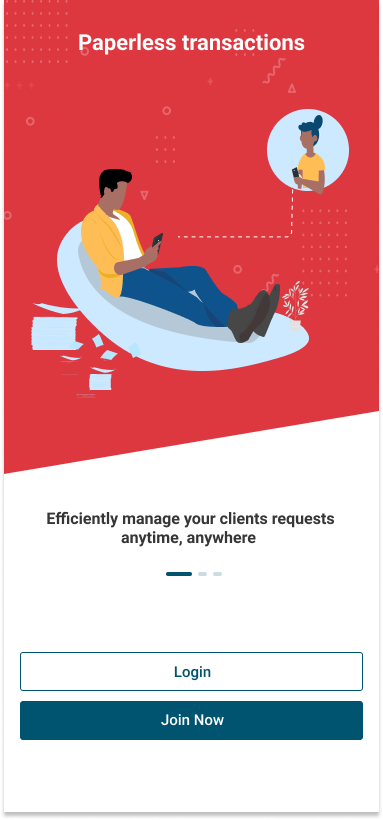 Paperless transactions
Efficiently manage your clients requests
anytime, anywhere
Login
Join Now